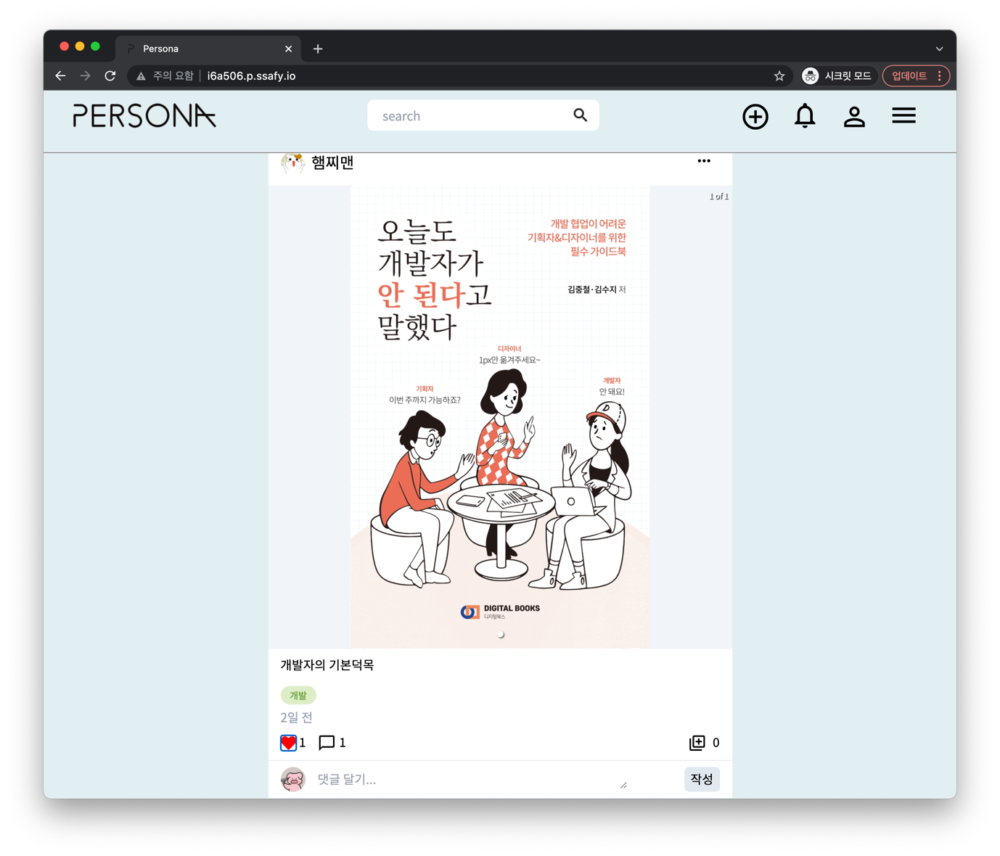 Persona
주의 요함
i6a506.p.ssafy.io
시크릿 모드
업데이트
PERSONA
search
햄찌맨
1 of 1
오늘도
개발자가
안 된다고
말했다
개발 협업이 어려운
기획자&디자이너를 위한
필수 가이드북
김중철·김수지 저
디자이너
1px만 옮겨주세요~
기획자
이번 주까지 가능하죠?
개발자
안 돼요!
D
DIGITAL BOOKS
디지털북스
개발자의 기본덕목
개발
2일 전
1
1
0
댓글 달기...
작성